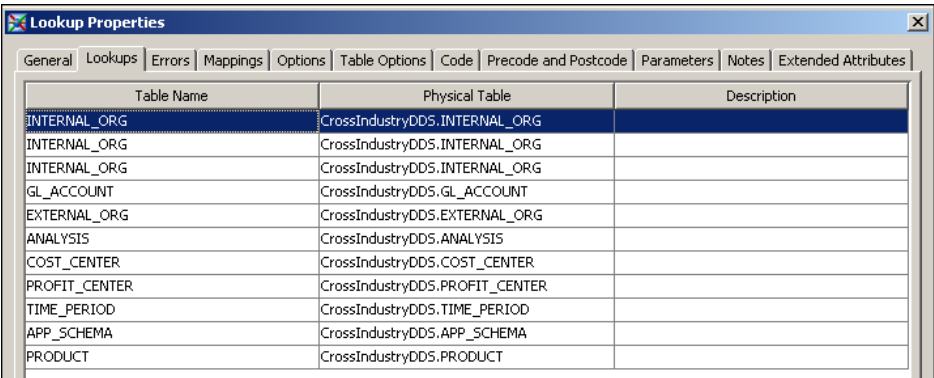 Lookup Properties
General Lookups Errors Mappings Options Table Options Code Precode and Postcode Parameters Notes Extended Attributes
Table Name Physical Table Description
INTERNAL_ORG CrossIndustryDDS.INTERNAL_ORG
INTERNAL_ORG CrossIndustryDDS.INTERNAL_ORG
INTERNAL_ORG CrossIndustryDDS.INTERNAL_ORG
GL_ACCOUNT CrossIndustryDDS.GL_ACCOUNT
EXTERNAL_ORG CrossIndustryDDS.EXTERNAL_ORG
ANALYSIS CrossIndustryDDS.ANALYSIS
COST_CENTER CrossIndustryDDS.COST_CENTER
PROFIT_CENTER CrossIndustryDDS.PROFIT_CENTER
TIME_PERIOD CrossIndustryDDS.TIME_PERIOD
APP_SCHEMA CrossIndustryDDS.APP_SCHEMA
PRODUCT CrossIndustryDDS.PRODUCT